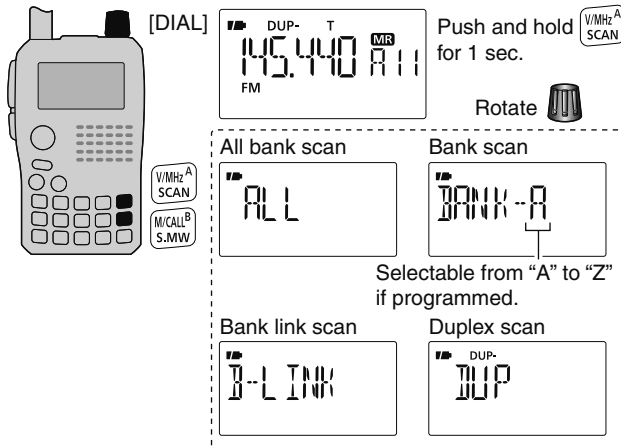 [DIAL]
DUP- T
145.440 MR A11
FM
Push and hold V/MHz A SCAN
for 1 sec.
Rotate
V/MHz A
SCAN
M/CALL B
S.MW
All bank scan
ALL
Bank scan
BANK-A
Selectable from “A” to “Z”
if programmed.
Bank link scan
B-LINK
Duplex scan
DUP-
DUP